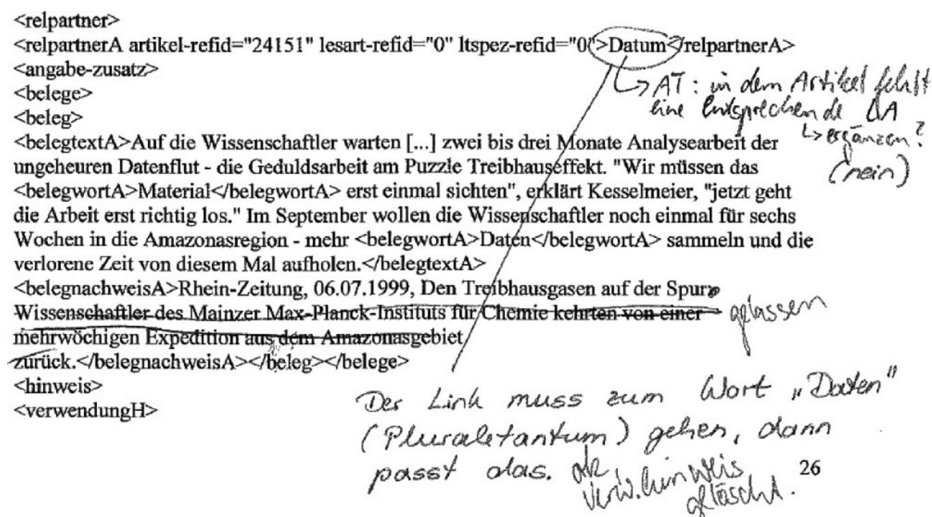 <relpartner>
<relpartnerA artikel-refid="24151" lesart-refid="0" ltspez-refid="0">Datum</relpartnerA>
<angabe-zusatz>
<belege>
<beleg>
<belegtextA>Auf die Wissenschaftler warten [...] zwei bis drei Monate Analysearbeit der
ungeheuren Datenflut - die Geduldsarbeit am Puzzle Treibhauseffekt. "Wir müssen das
<belegwortA>Material</belegwortA> erst einmal sichten", erklärt Kesselmeier, "jetzt geht
die Arbeit erst richtig los." Im September wollen die Wissenschaftler noch einmal für sechs
Wochen in die Amazonasregion - mehr <belegwortA>Daten</belegwortA> sammeln und die
verlorene Zeit von diesem Mal aufholen.</belegtextA>
<belegnachweisA>Rhein-Zeitung, 06.07.1999, Den Treibhausgasen auf der Spur
Wissenschaftler des Mainzer Max-Planck-Instituts für Chemie kehrten von einer
mehrwöchigen Expedition aus dem Amazonasgebiet
zurück.</belegnachweisA></beleg></belege>
<hinweis>
<verwendungH>
AT: in dem Artikel fehlt
eine entsprechende LA
ergänzen?
(nein)
gelassen
Der Link muss zum Wort „Daten"
(Pluraletantum) gehen, dann
passt das. ok,
verw.hinweis
gelöscht.
26